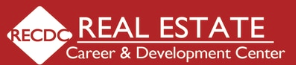 RECDC
REAL ESTATE
Career & Development Center